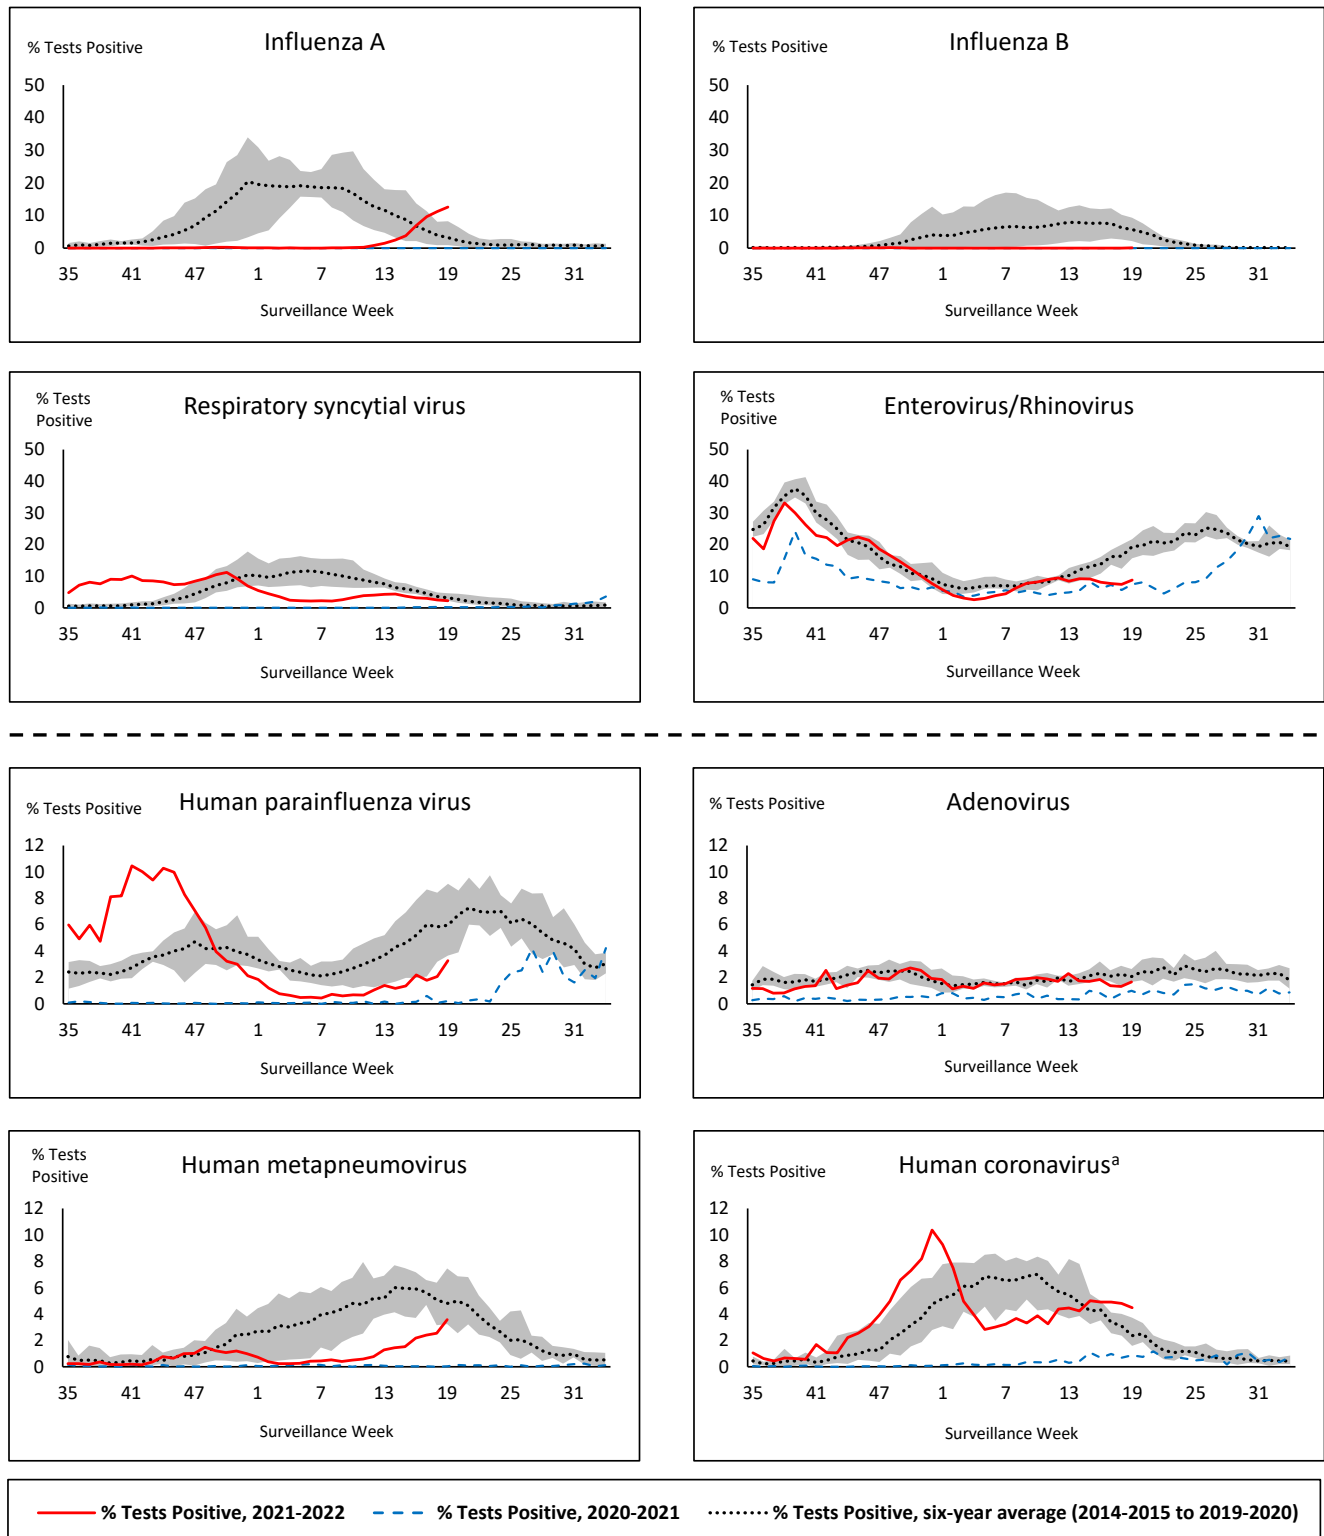 Influenza A
% Tests Positive
50
40
30
20
10
0
35 41 47 1 7 13 19 25 31
Surveillance Week
Influenza B
% Tests Positive
50
40
30
20
10
0
35 41 47 1 7 13 19 25 31
Surveillance Week
Respiratory syncytial virus
% Tests
Positive
50
40
30
20
10
0
35 41 47 1 7 13 19 25 31
Surveillance Week
Enterovirus/Rhinovirus
% Tests
Positive
50
40
30
20
10
0
35 41 47 1 7 13 19 25 31
Surveillance Week
Human parainfluenza virus
% Tests Positive
12
10
8
6
4
2
0
35 41 47 1 7 13 19 25 31
Surveillance Week
Adenovirus
% Tests Positive
12
10
8
6
4
2
0
35 41 47 1 7 13 19 25 31
Surveillance Week
Human metapneumovirus
% Tests
Positive
12
10
8
6
4
2
0
35 41 47 1 7 13 19 25 31
Surveillance Week
Human coronavirusᵃ
% Tests Positive
12
10
8
6
4
2
0
35 41 47 1 7 13 19 25 31
Surveillance Week
% Tests Positive, 2021-2022 % Tests Positive, 2020-2021 % Tests Positive, six-year average (2014-2015 to 2019-2020)